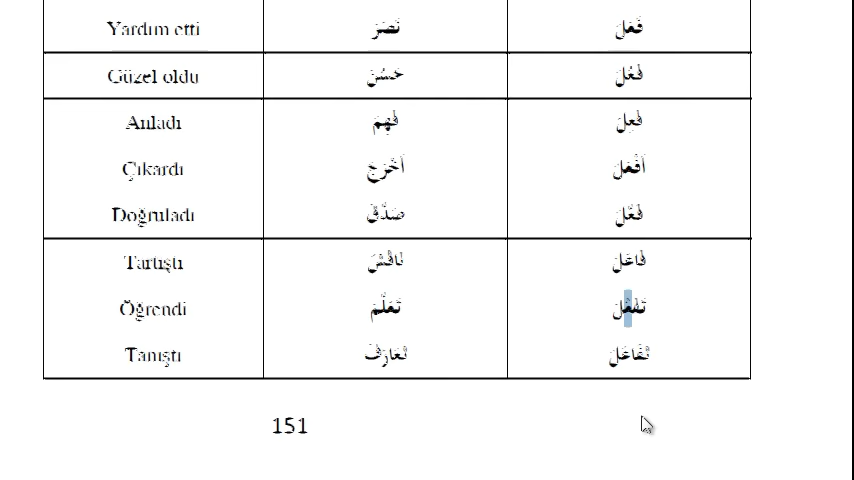 Yardım etti نَصَرَ فَعَلَ
Güzel oldu حَسُنَ فَعُلَ
Anladı فَهِمَ فَعِلَ
Çıkardı اَخْرَجَ اَفْعَلَ
Doğruladı صَدَّقَ فَعَّلَ
Tartıştı نَاقَشَ فَاعَلَ
Öğrendi تَعَلَّمَ تَفَعَّلَ
Tanıştı تَعَارَفَ تَفَاعَلَ
151